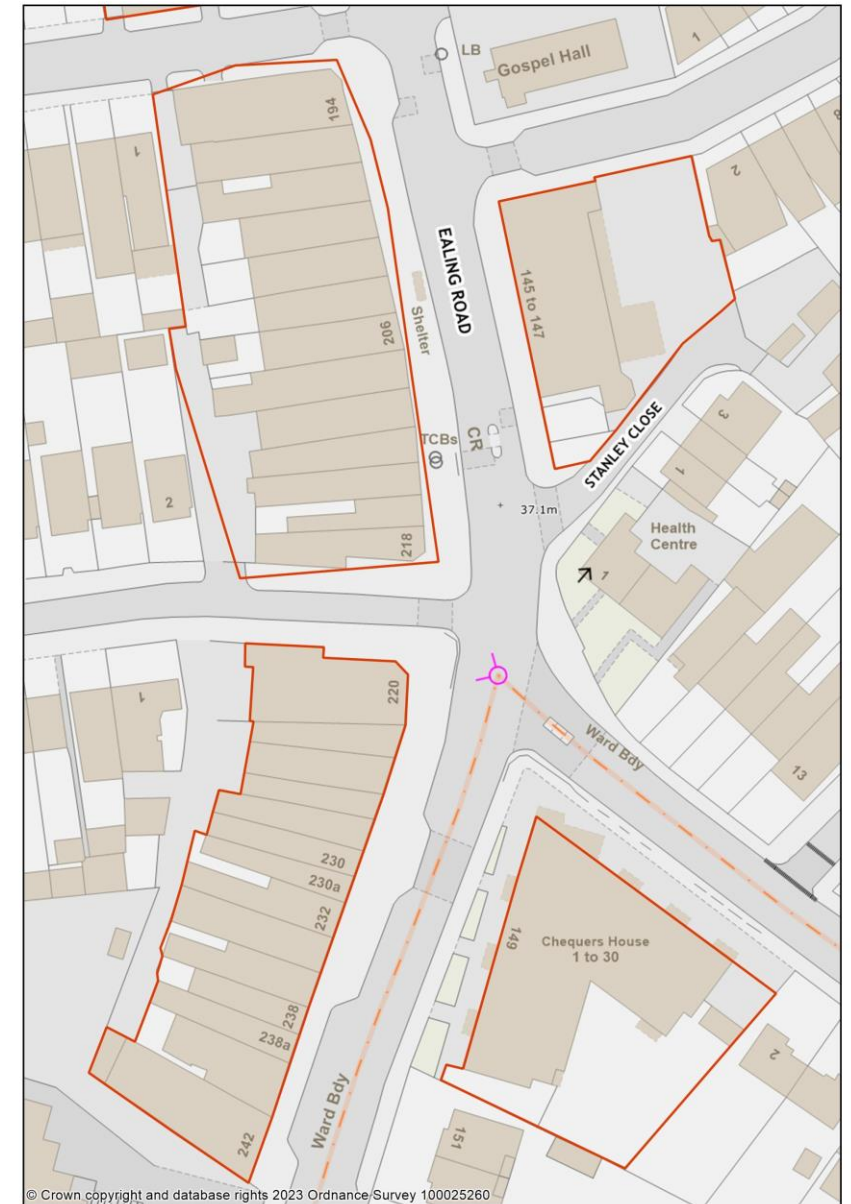 LB
Gospel Hall
1
194
1
8
2
EALING ROAD
145 to 147
Shelter
206
TCBs
CR
STANLEY CLOSE
3
1
2
37.1m
Health
Centre
218
1
220
1
Ward Bdy
13
230
230a
232
149
Chequers House
1 to 30
238
238a
2
Ward Bdy
242
151
© Crown copyright and database rights 2023 Ordnance Survey 100025260